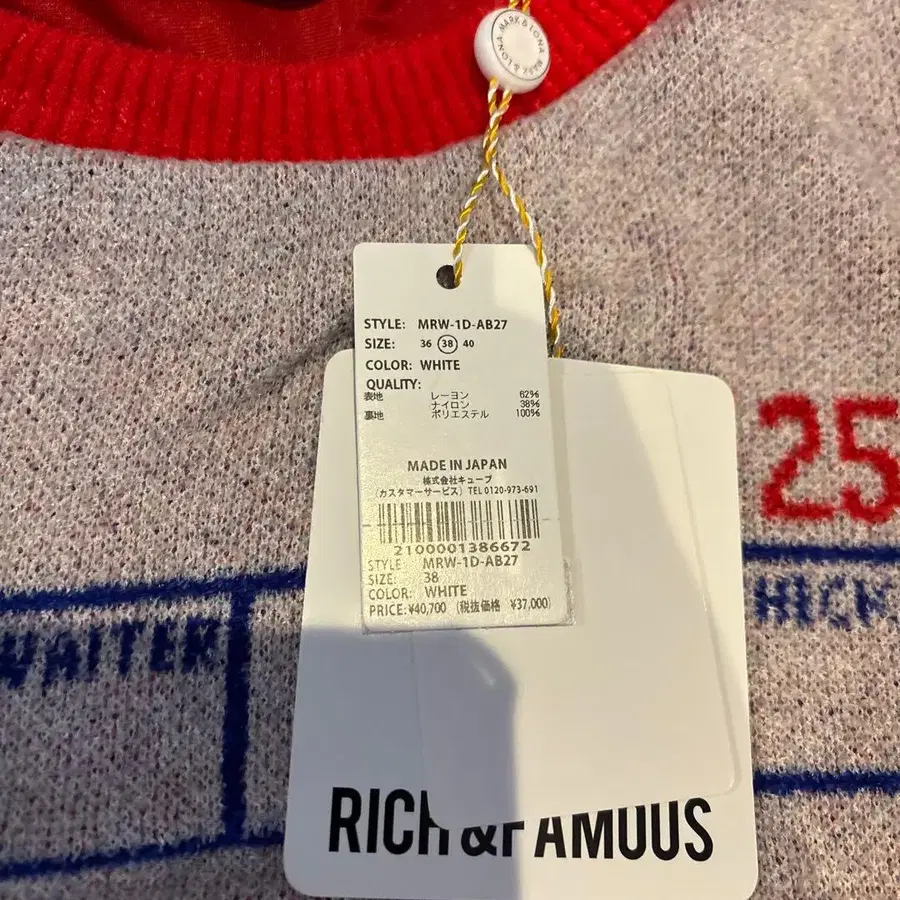 MARK & LONA MARK & LONA
STYLE: MRW-1D-AB27
SIZE: 36 38 40
COLOR: WHITE
QUALITY:
表地 レーヨン 62%
ナイロン 38%
裏地 ポリエステル 100%
MADE IN JAPAN
株式会社キューブ
(カスタマーサービス) TEL 0120-973-691
2100001386672
STYLE: MRW-1D-AB27
SIZE: 38
COLOR: WHITE
PRICE: ¥40,700 (税抜価格 ¥37,000)
25
WAITER
RICH & FAMOUS